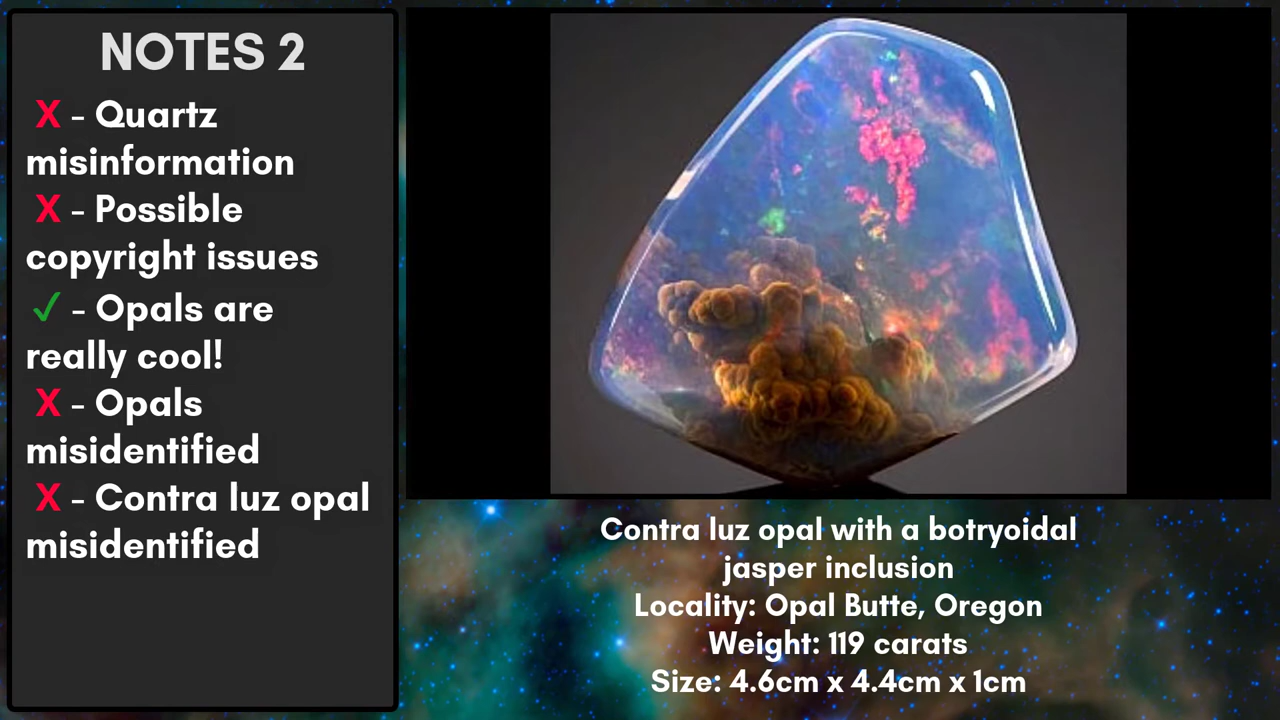 NOTES 2
X - Quartz
misinformation
X - Possible
copyright issues
✓ - Opals are
really cool!
X - Opals
misidentified
X - Contra luz opal
misidentified
Contra luz opal with a botryoidal
jasper inclusion
Locality: Opal Butte, Oregon
Weight: 119 carats
Size: 4.6cm x 4.4cm x 1cm